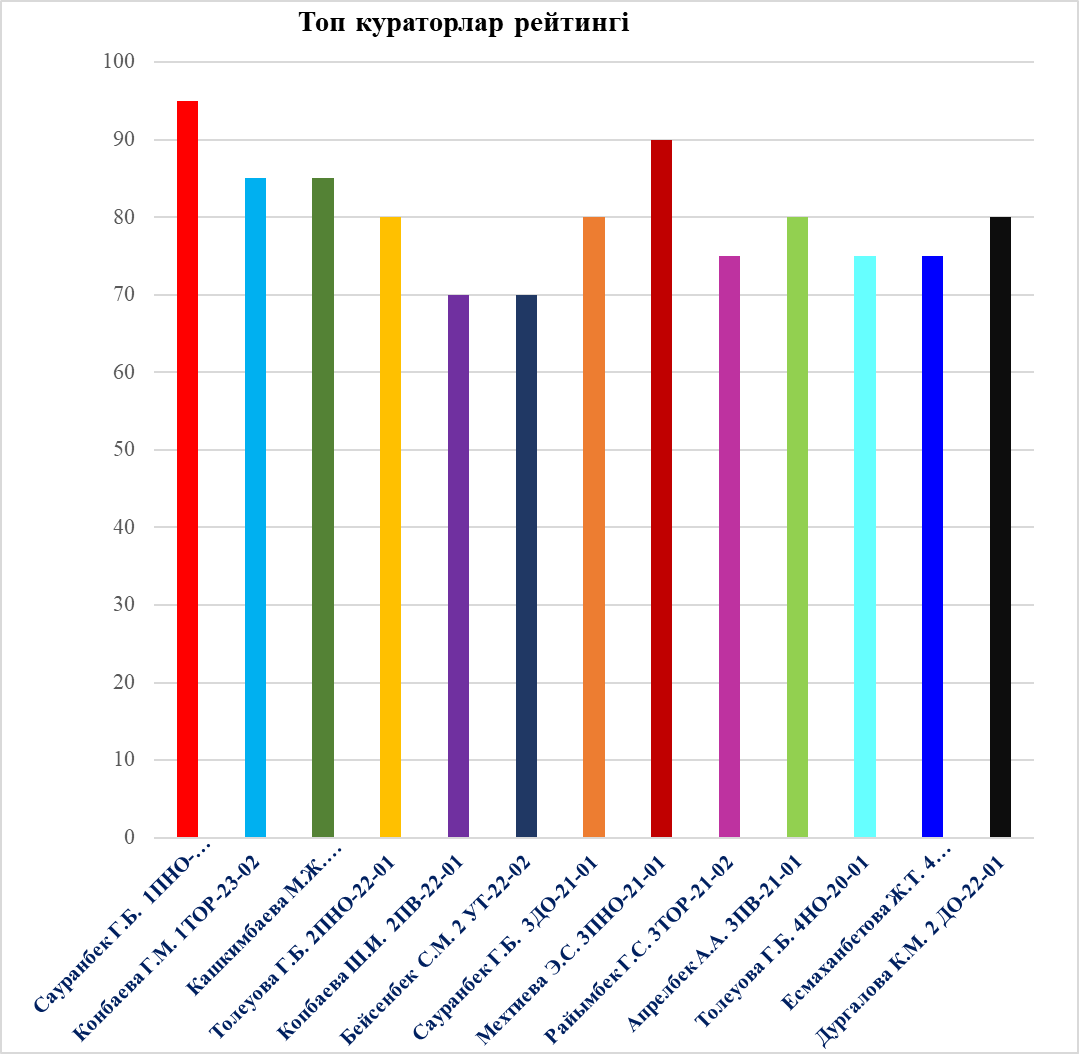 Топ кураторлар рейтингі
100
90
80
70
60
50
40
30
20
10
0
Сауранбек Г.Б. 1ПНО-…
Конбаева Г.М. 1ТОР-23-02
Кашкимбаева М.Ж.…
Толеуова Г.Б. 2ПНО-22-01
Копбаева Ш.И. 2ПВ-22-01
Бейсенбек С.М. 2 УТ-22-02
Сауранбек Г.Б. 3ДО-21-01
Мехтиева Э.С. 3ПНО-21-01
Райымбек Г.С. 3ТОР-21-02
Апрелбек А.А. 3ПВ-21-01
Толеуова Г.Б. 4НО-20-01
Есмаханбетова Ж.Т. 4…
Дургалова К.М. 2 ДО-22-01